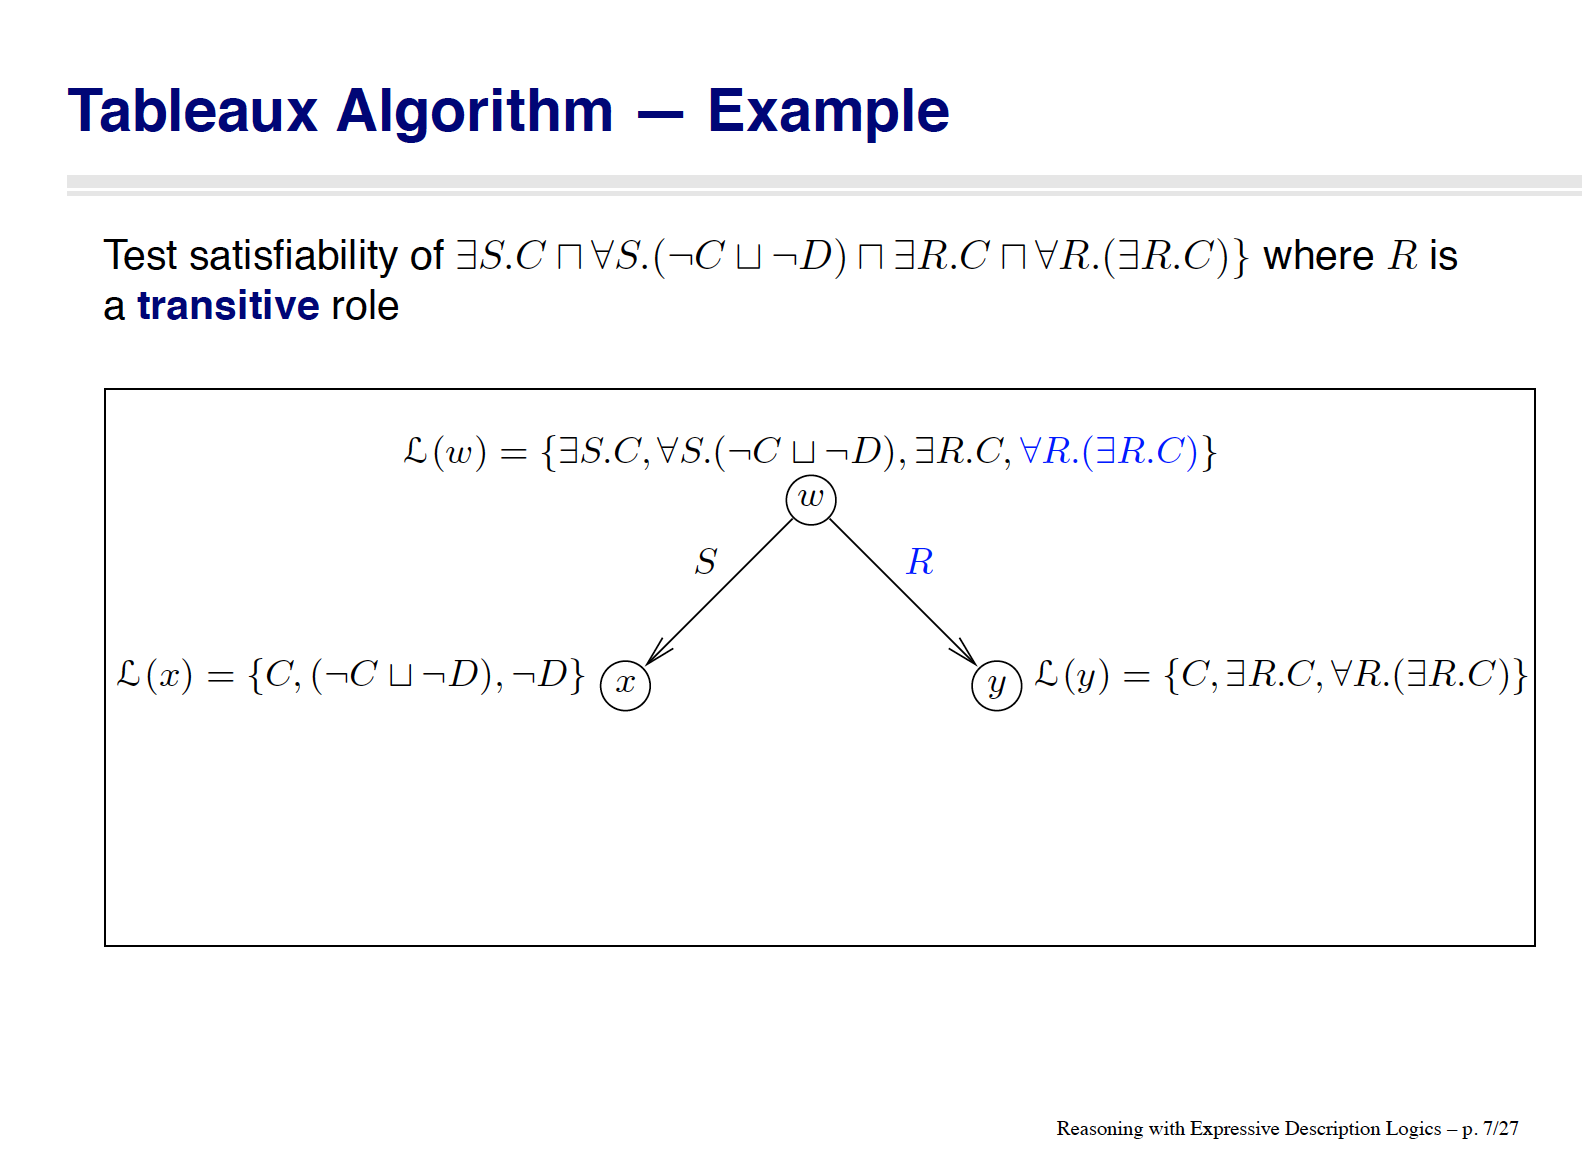 Tableaux Algorithm — Example
Test satisfiability of ∃S.C ⊓ ∀S.(¬C ⊔ ¬D) ⊓ ∃R.C ⊓ ∀R.(∃R.C)} where R is
a transitive role
ℒ(w) = {∃S.C, ∀S.(¬C ⊔ ¬D), ∃R.C, ∀R.(∃R.C)}
w
S R
ℒ(x) = {C, (¬C ⊔ ¬D), ¬D} x y ℒ(y) = {C, ∃R.C, ∀R.(∃R.C)}
Reasoning with Expressive Description Logics – p. 7/27